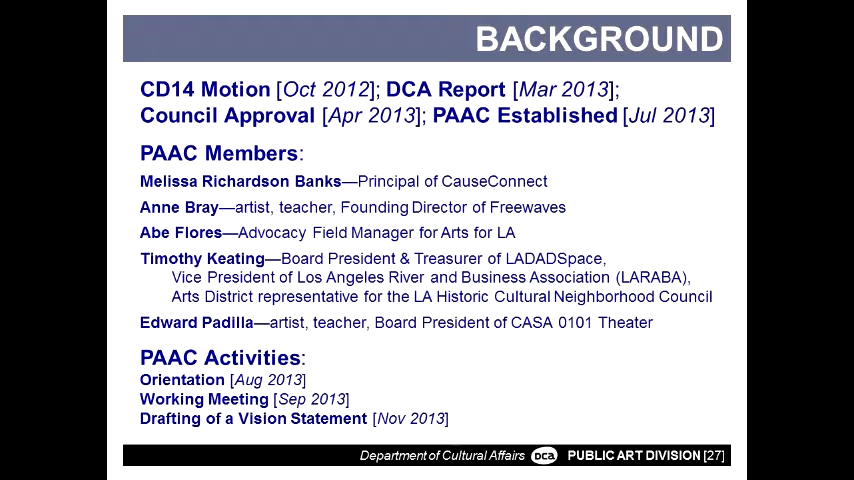 BACKGROUND
CD14 Motion [Oct 2012]; DCA Report [Mar 2013];
Council Approval [Apr 2013]; PAAC Established [Jul 2013]
PAAC Members:
Melissa Richardson Banks—Principal of CauseConnect
Anne Bray—artist, teacher, Founding Director of Freewaves
Abe Flores—Advocacy Field Manager for Arts for LA
Timothy Keating—Board President & Treasurer of LADADSpace,
Vice President of Los Angeles River and Business Association (LARABA),
Arts District representative for the LA Historic Cultural Neighborhood Council
Edward Padilla—artist, teacher, Board President of CASA 0101 Theater
PAAC Activities:
Orientation [Aug 2013]
Working Meeting [Sep 2013]
Drafting of a Vision Statement [Nov 2013]
Department of Cultural Affairs DCa PUBLIC ART DIVISION [27]